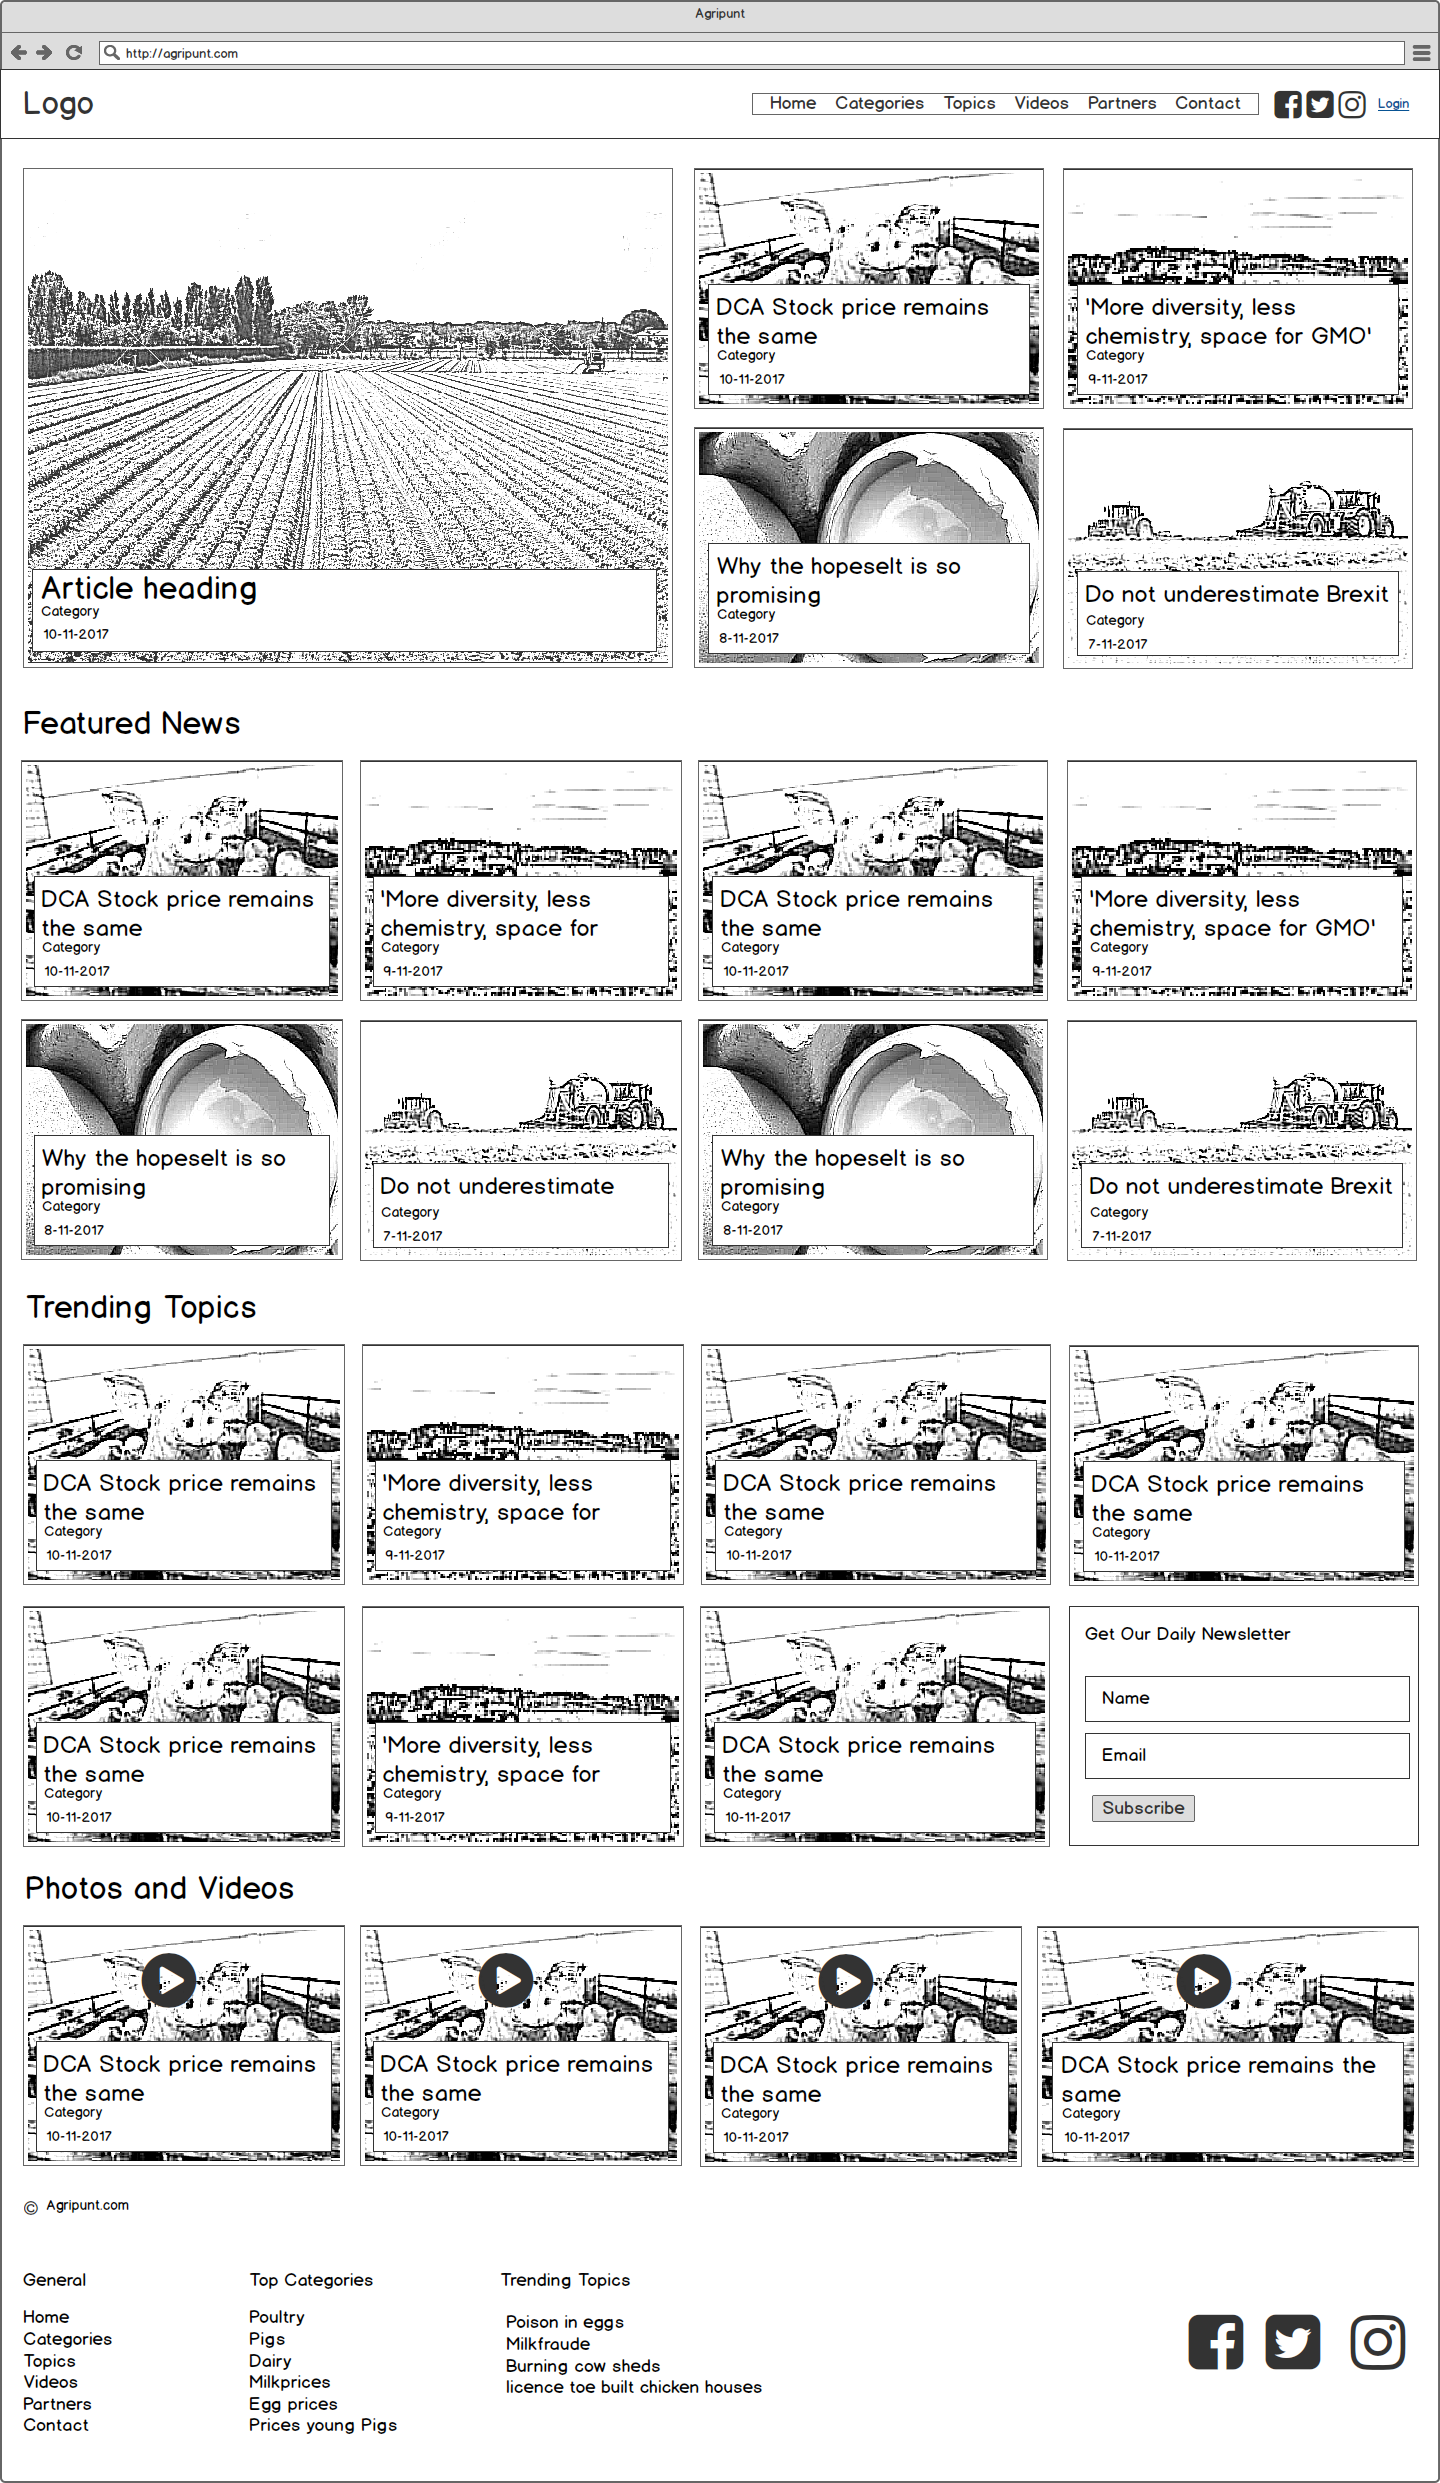 Agripunt
http://agripunt.com
Logo
Home Categories Topics Videos Partners Contact
Login
Article heading
Category
10-11-2017
DCA Stock price remains
the same
Category
10-11-2017
'More diversity, less
chemistry, space for GMO'
Category
9-11-2017
Why the hopeselt is so
promising
Category
8-11-2017
Do not underestimate Brexit
Category
7-11-2017
Featured News
DCA Stock price remains
the same
Category
10-11-2017
'More diversity, less
chemistry, space for
Category
9-11-2017
DCA Stock price remains
the same
Category
10-11-2017
'More diversity, less
chemistry, space for GMO'
Category
9-11-2017
Why the hopeselt is so
promising
Category
8-11-2017
Do not underestimate
Category
7-11-2017
Why the hopeselt is so
promising
Category
8-11-2017
Do not underestimate Brexit
Category
7-11-2017
Trending Topics
DCA Stock price remains
the same
Category
10-11-2017
'More diversity, less
chemistry, space for
Category
9-11-2017
DCA Stock price remains
the same
Category
10-11-2017
DCA Stock price remains
the same
Category
10-11-2017
DCA Stock price remains
the same
Category
10-11-2017
'More diversity, less
chemistry, space for
Category
9-11-2017
DCA Stock price remains
the same
Category
10-11-2017
Get Our Daily Newsletter
Name
Email
Subscribe
Photos and Videos
DCA Stock price remains
the same
Category
10-11-2017
DCA Stock price remains
the same
Category
10-11-2017
DCA Stock price remains
the same
Category
10-11-2017
DCA Stock price remains the
same
Category
10-11-2017
© Agripunt.com
General
Home
Categories
Topics
Videos
Partners
Contact
Top Categories
Poultry
Pigs
Dairy
Milkprices
Egg prices
Prices young Pigs
Trending Topics
Poison in eggs
Milkfraude
Burning cow sheds
licence toe built chicken houses